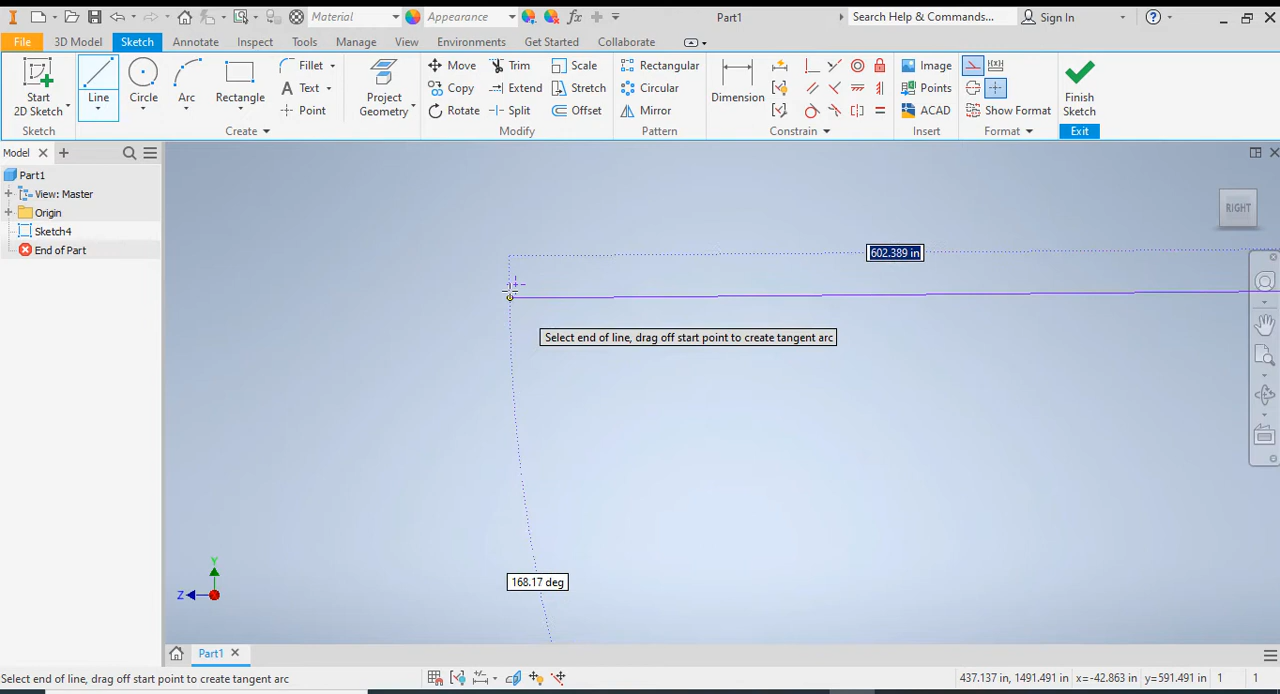 Material
Appearance
Part1
Search Help & Commands...
Sign In
File
3D Model
Sketch
Annotate
Inspect
Tools
Manage
View
Environments
Get Started
Collaborate
Start
2D Sketch
Sketch
Line
Circle
Arc
Rectangle
Fillet
Text
Point
Create
Project
Geometry
Move
Trim
Scale
Copy
Extend
Stretch
Rotate
Split
Offset
Modify
Rectangular
Circular
Mirror
Pattern
Dimension
Constrain
Image
Points
ACAD
Insert
Show Format
Format
Finish
Sketch
Exit
Model
Part1
View: Master
Origin
Sketch4
End of Part
RIGHT
602.389 in
Select end of line, drag off start point to create tangent arc
168.17 deg
Y
Z
Part1
Select end of line, drag off start point to create tangent arc
437.137 in, 1491.491 in
x=-42.863 in
y=591.491 in
1
1